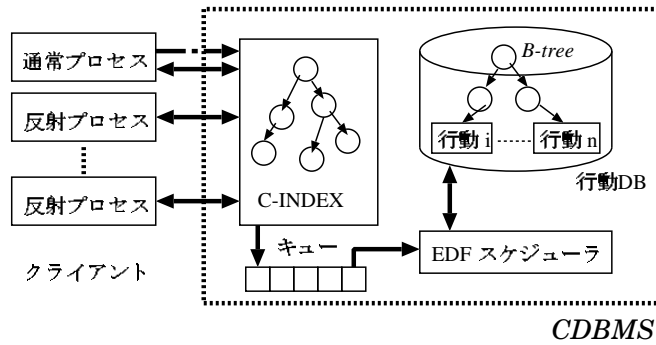 通常プロセス
反射プロセス
反射プロセス
クライアント
C-INDEX
キュー
B-tree
行動 i
行動 n
行動DB
EDF スケジューラ
CDBMS